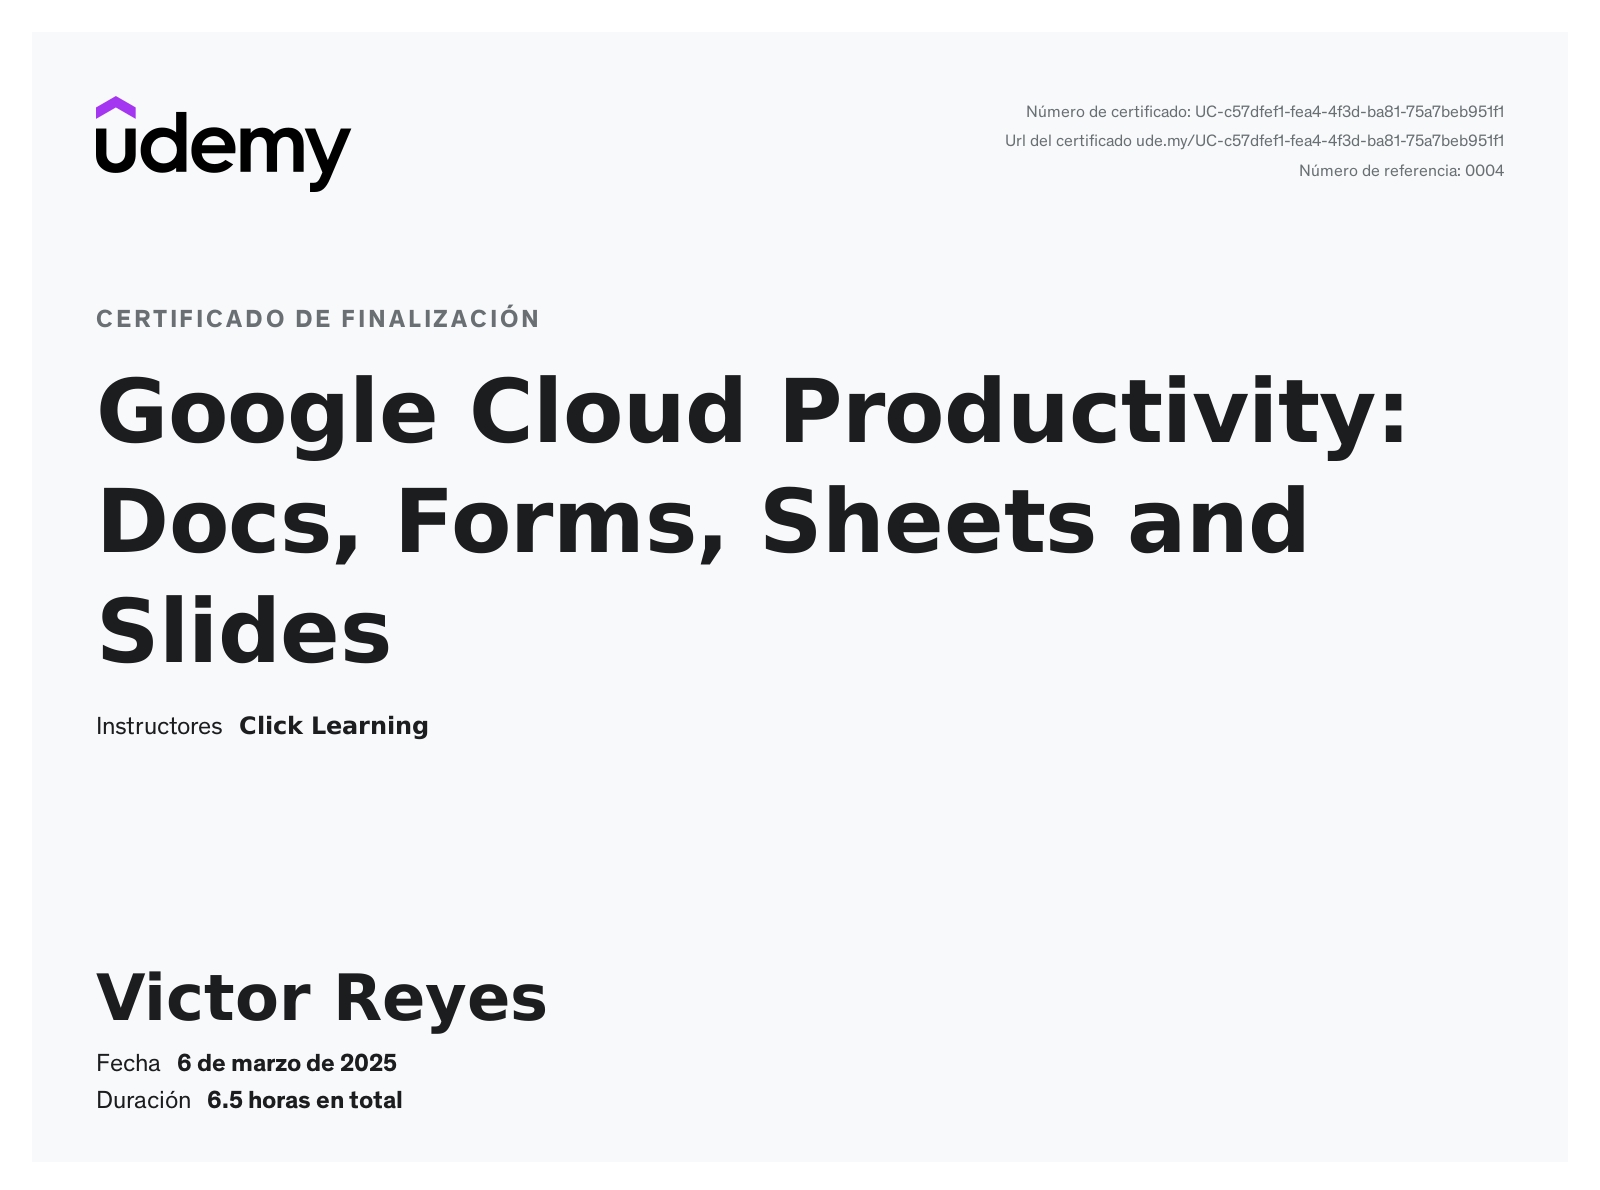 udemy
Número de certificado: UC-c57dfef1-fea4-4f3d-ba81-75a7beb951f1
Url del certificado ude.my/UC-c57dfef1-fea4-4f3d-ba81-75a7beb951f1
Número de referencia: 0004
CERTIFICADO DE FINALIZACIÓN
Google Cloud Productivity:
Docs, Forms, Sheets and
Slides
Instructores Click Learning
Victor Reyes
Fecha 6 de marzo de 2025
Duración 6.5 horas en total